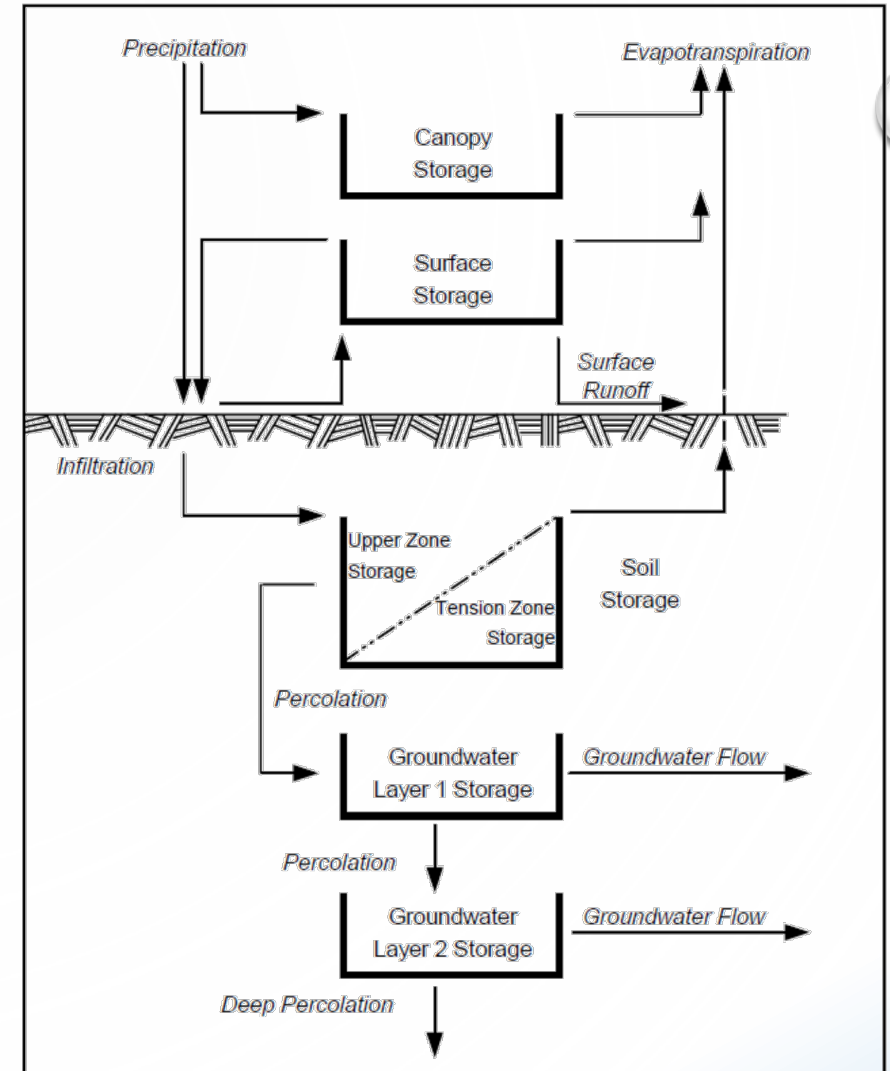 Precipitation
Evapotranspiration
Canopy
Storage
Surface
Storage
Surface
Runoff
Infiltration
Upper Zone
Storage
Tension Zone
Storage
Soil
Storage
Percolation
Groundwater
Layer 1 Storage
Groundwater Flow
Percolation
Groundwater
Layer 2 Storage
Groundwater Flow
Deep Percolation